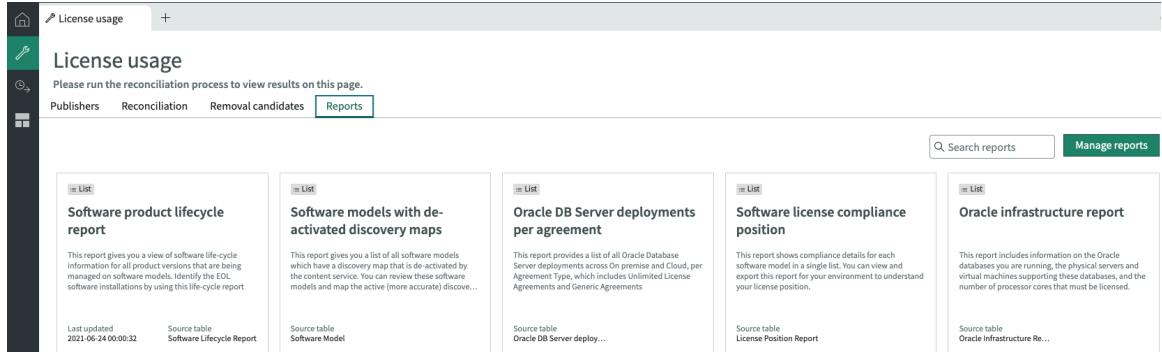 License usage
+
License usage
Please run the reconciliation process to view results on this page.
Publishers Reconciliation Removal candidates Reports
Search reports Manage reports
List
Software product lifecycle
report
This report gives you a view of software life-cycle
information for all product versions that are being
managed on software models. Identify the EOL
software installations by using this life-cycle report
Last updated Source table
2021-06-24 00:00:32 Software Lifecycle Report
List
Software models with de-
activated discovery maps
This report gives you a list of all software models
which have a discovery map that is de-activated by
the content service. You can review these software
models and map the active (more accurate) discove...
Source table
Software Model
List
Oracle DB Server deployments
per agreement
This report provides a list of all Oracle Database
Server deployments across On premise and Cloud, per
Agreement Type, which includes Unlimited License
Agreements and Generic Agreements
Source table
Oracle DB Server deploy...
List
Software license compliance
position
This report shows compliance details for each
software model in a single list. You can view and
export this report for your environment to understand
your license position.
Source table
License Position Report
List
Oracle infrastructure report
This report includes information on the Oracle
databases you are running, the physical servers and
virtual machines supporting these databases, and the
number of processor cores that must be licensed.
Source table
Oracle Infrastructure Re...